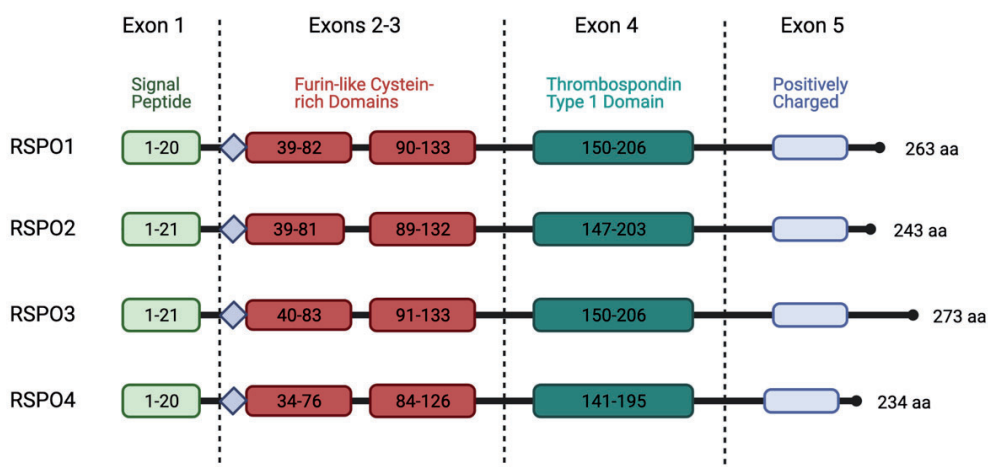 Exon 1 Exons 2-3 Exon 4 Exon 5
Signal Furin-like Cystein- Thrombospondin Positively
Peptide rich Domains Type 1 Domain Charged
RSPO1 1-20 39-82 90-133 150-206 263 aa
RSPO2 1-21 39-81 89-132 147-203 243 aa
RSPO3 1-21 40-83 91-133 150-206 273 aa
RSPO4 1-20 34-76 84-126 141-195 234 aa